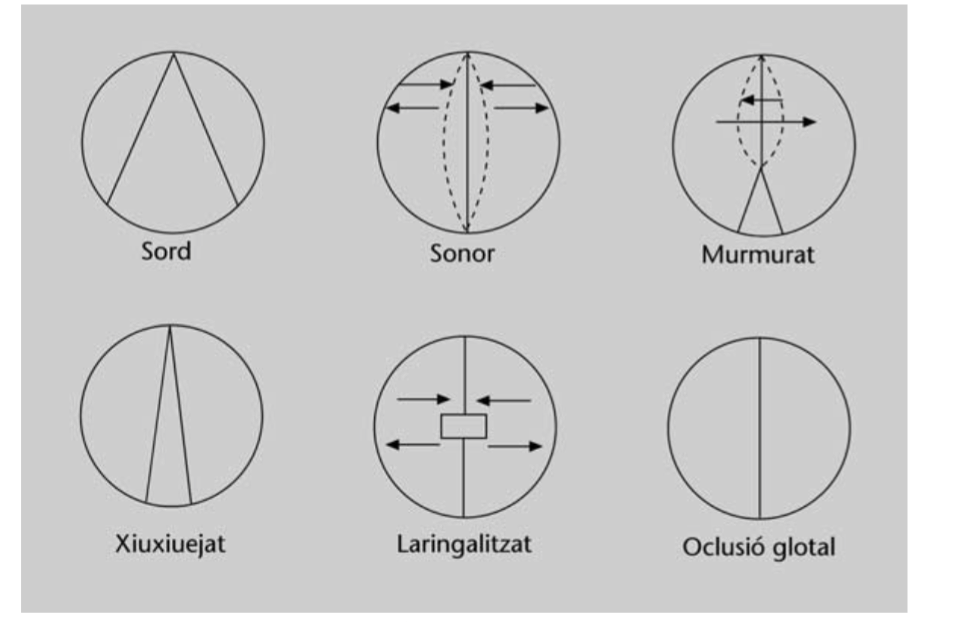 Sord
Sonor
Murmurat
Xiuxiuejat
Laringalitzat
Oclusió glotal